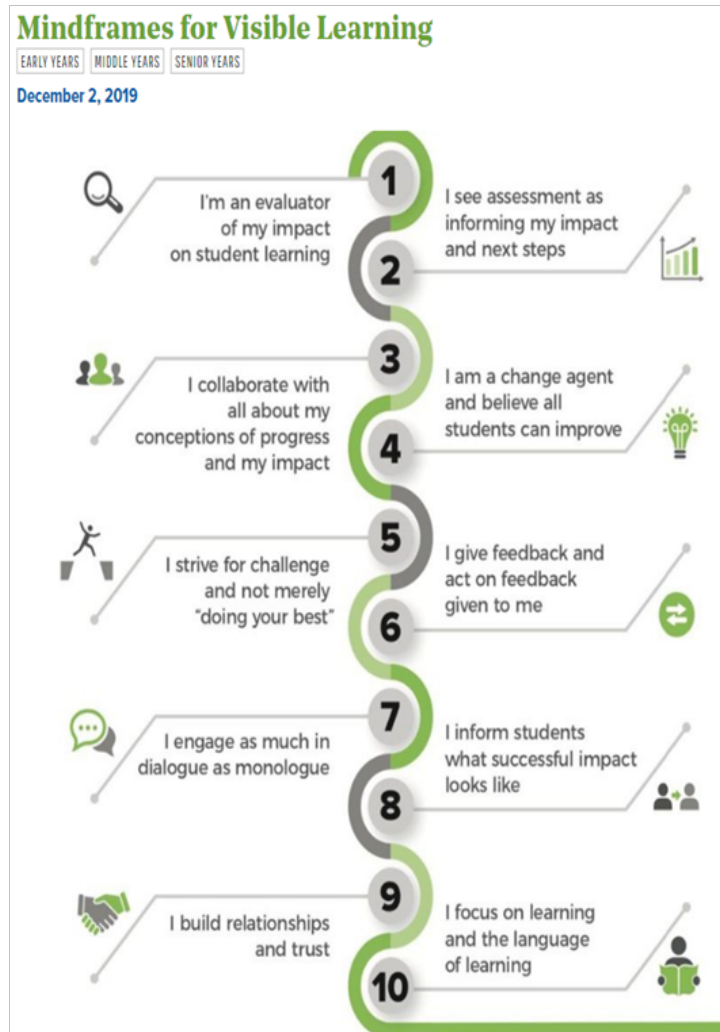 Mindframes for Visible Learning
EARLY YEARS
MIDDLE YEARS
SENIOR YEARS
December 2, 2019
1
I'm an evaluator
of my impact
on student learning
2
I see assessment as
informing my impact
and next steps
3
I collaborate with
all about my
conceptions of progress
and my impact
4
I am a change agent
and believe all
students can improve
5
I strive for challenge
and not merely
"doing your best"
6
I give feedback and
act on feedback
given to me
7
I engage as much in
dialogue as monologue
8
I inform students
what successful impact
looks like
9
I build relationships
and trust
10
I focus on learning
and the language
of learning